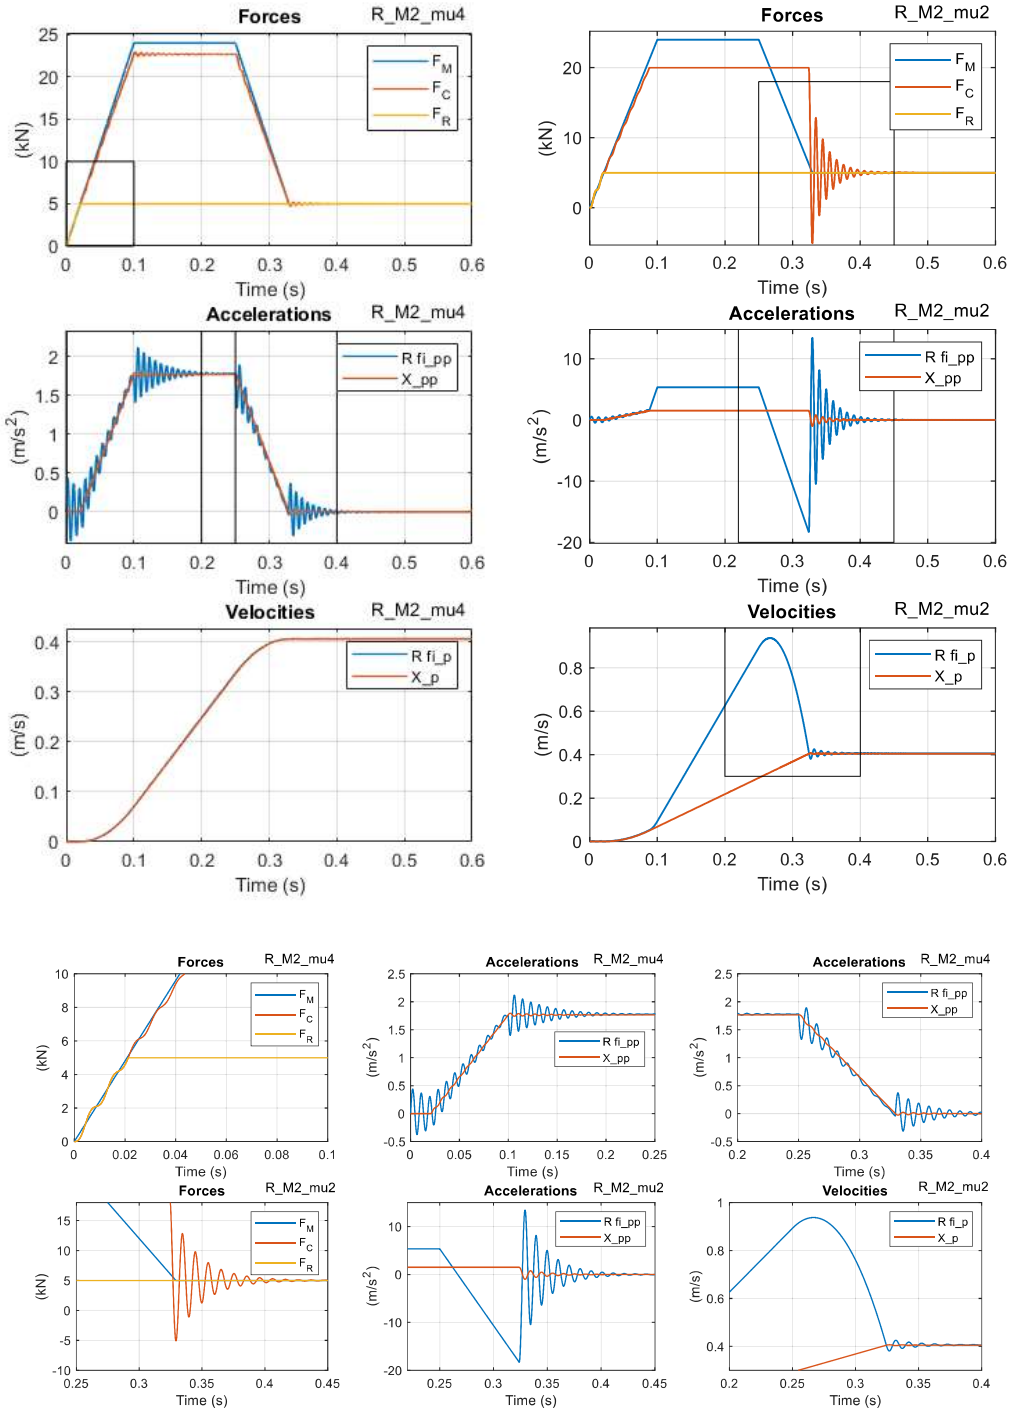 Forces R_M2_mu4
25
20
15
10
5
0
(kN)
F_M
F_C
F_R
0 0.1 0.2 0.3 0.4 0.5 0.6
Time (s)
Forces R_M2_mu2
20
10
0
(kN)
F_M
F_C
F_R
0 0.1 0.2 0.3 0.4 0.5 0.6
Time (s)
Accelerations R_M2_mu4
2
1.5
1
0.5
0
(m/s²)
R fi_pp
X_pp
0 0.1 0.2 0.3 0.4 0.5 0.6
Time (s)
Accelerations R_M2_mu2
10
0
-10
-20
(m/s²)
R fi_pp
X_pp
0 0.1 0.2 0.3 0.4 0.5 0.6
Time (s)
Velocities R_M2_mu4
0.4
0.3
0.2
0.1
0
(m/s)
R fi_p
X_p
0 0.1 0.2 0.3 0.4 0.5 0.6
Time (s)
Velocities R_M2_mu2
0.8
0.6
0.4
0.2
0
(m/s)
R fi_p
X_p
0 0.1 0.2 0.3 0.4 0.5 0.6
Time (s)
Forces R_M2_mu4
10
8
6
4
2
0
(kN)
F_M
F_C
F_R
0 0.02 0.04 0.06 0.08 0.1
Time (s)
Accelerations R_M2_mu4
2.5
2
1.5
1
0.5
0
-0.5
(m/s²)
R fi_pp
X_pp
0 0.05 0.1 0.15 0.2 0.25
Time (s)
Accelerations R_M2_mu4
2.5
2
1.5
1
0.5
0
-0.5
(m/s²)
R fi_pp
X_pp
0.2 0.25 0.3 0.35 0.4
Time (s)
Forces R_M2_mu2
15
10
5
0
-5
-10
(kN)
F_M
F_C
F_R
0.25 0.3 0.35 0.4 0.45
Time (s)
Accelerations R_M2_mu2
10
0
-10
-20
(m/s²)
R fi_pp
X_pp
0.25 0.3 0.35 0.4 0.45
Time (s)
Velocities R_M2_mu2
1
0.8
0.6
0.4
(m/s)
R fi_p
X_p
0.2 0.25 0.3 0.35 0.4
Time (s)